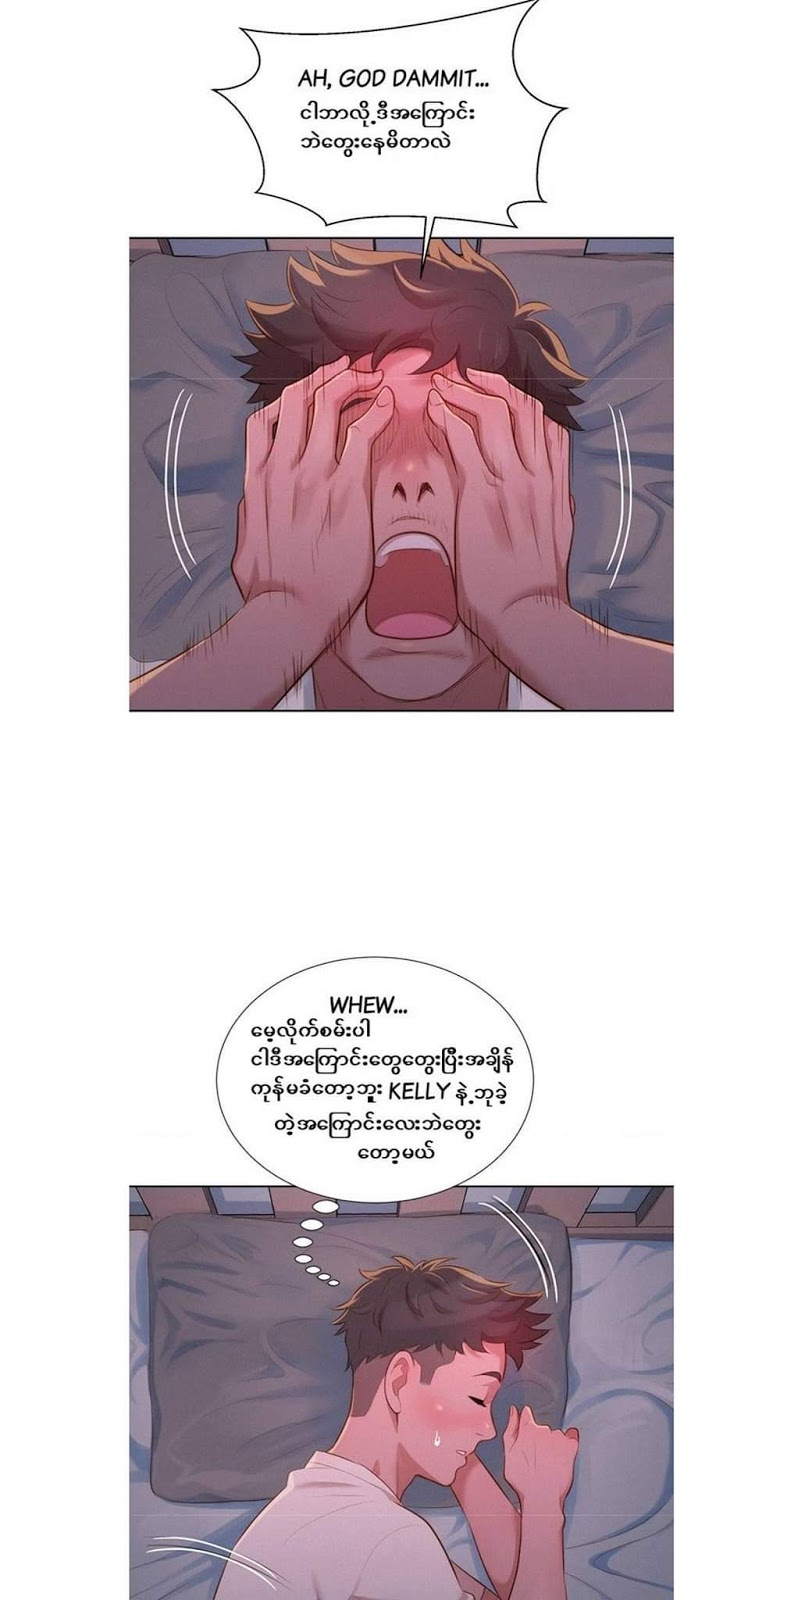 AH, GOD DAMMIT...
ငါဘာလို့ဒီအကြောင်း
ဘဲတွေးနေမိတာလဲ
WHEW...
မေ့လိုက်စမ်းပါ
ငါဒီအကြောင်းတွေတွေးပြီးအချိန်
ကုန်မခံတော့ဘူး KELLY နဲ့ဘုခဲ့
တဲ့အကြောင်းလေးဘဲတွေး
တော့မယ်